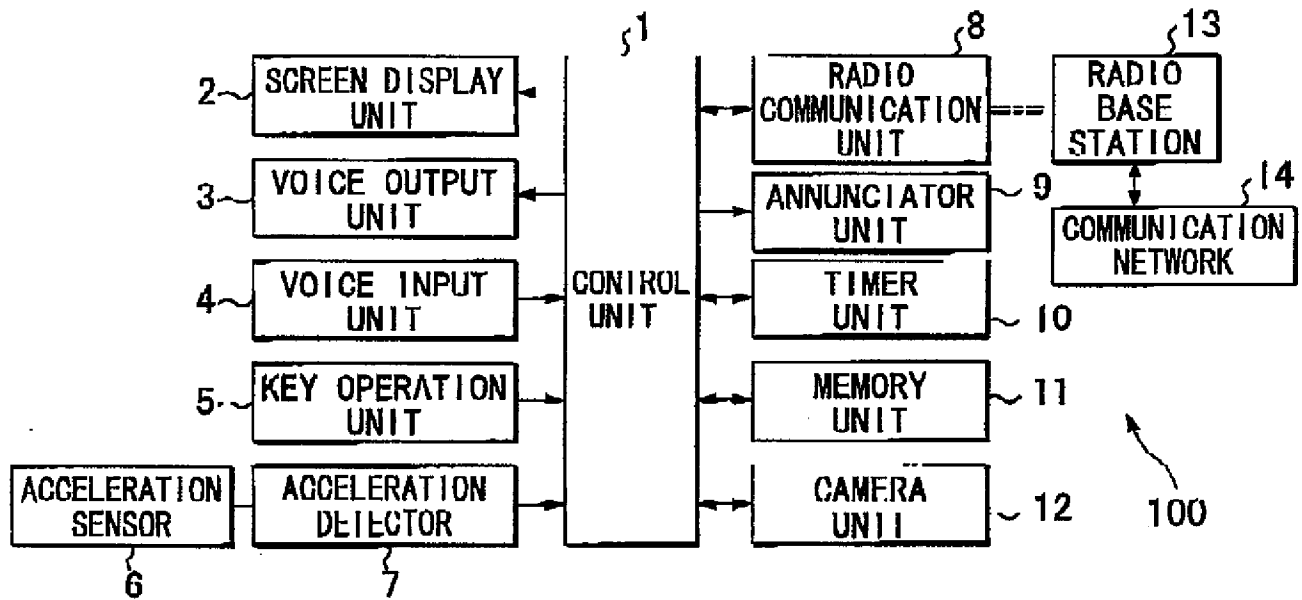 1
8
13
2
SCREEN DISPLAY
UNIT
RADIO
COMMUNICATION
UNIT
RADIO
BASE
STATION
3
VOICE OUTPUT
UNIT
9
ANNUNCIATOR
UNIT
14
COMMUNICATION
NETWORK
4
VOICE INPUT
UNIT
CONTROL
UNIT
TIMER
UNIT
10
5
KEY OPERATION
UNIT
MEMORY
UNIT
11
ACCELERATION
SENSOR
6
ACCELERATION
DETECTOR
7
CAMERA
UNIT
12
100